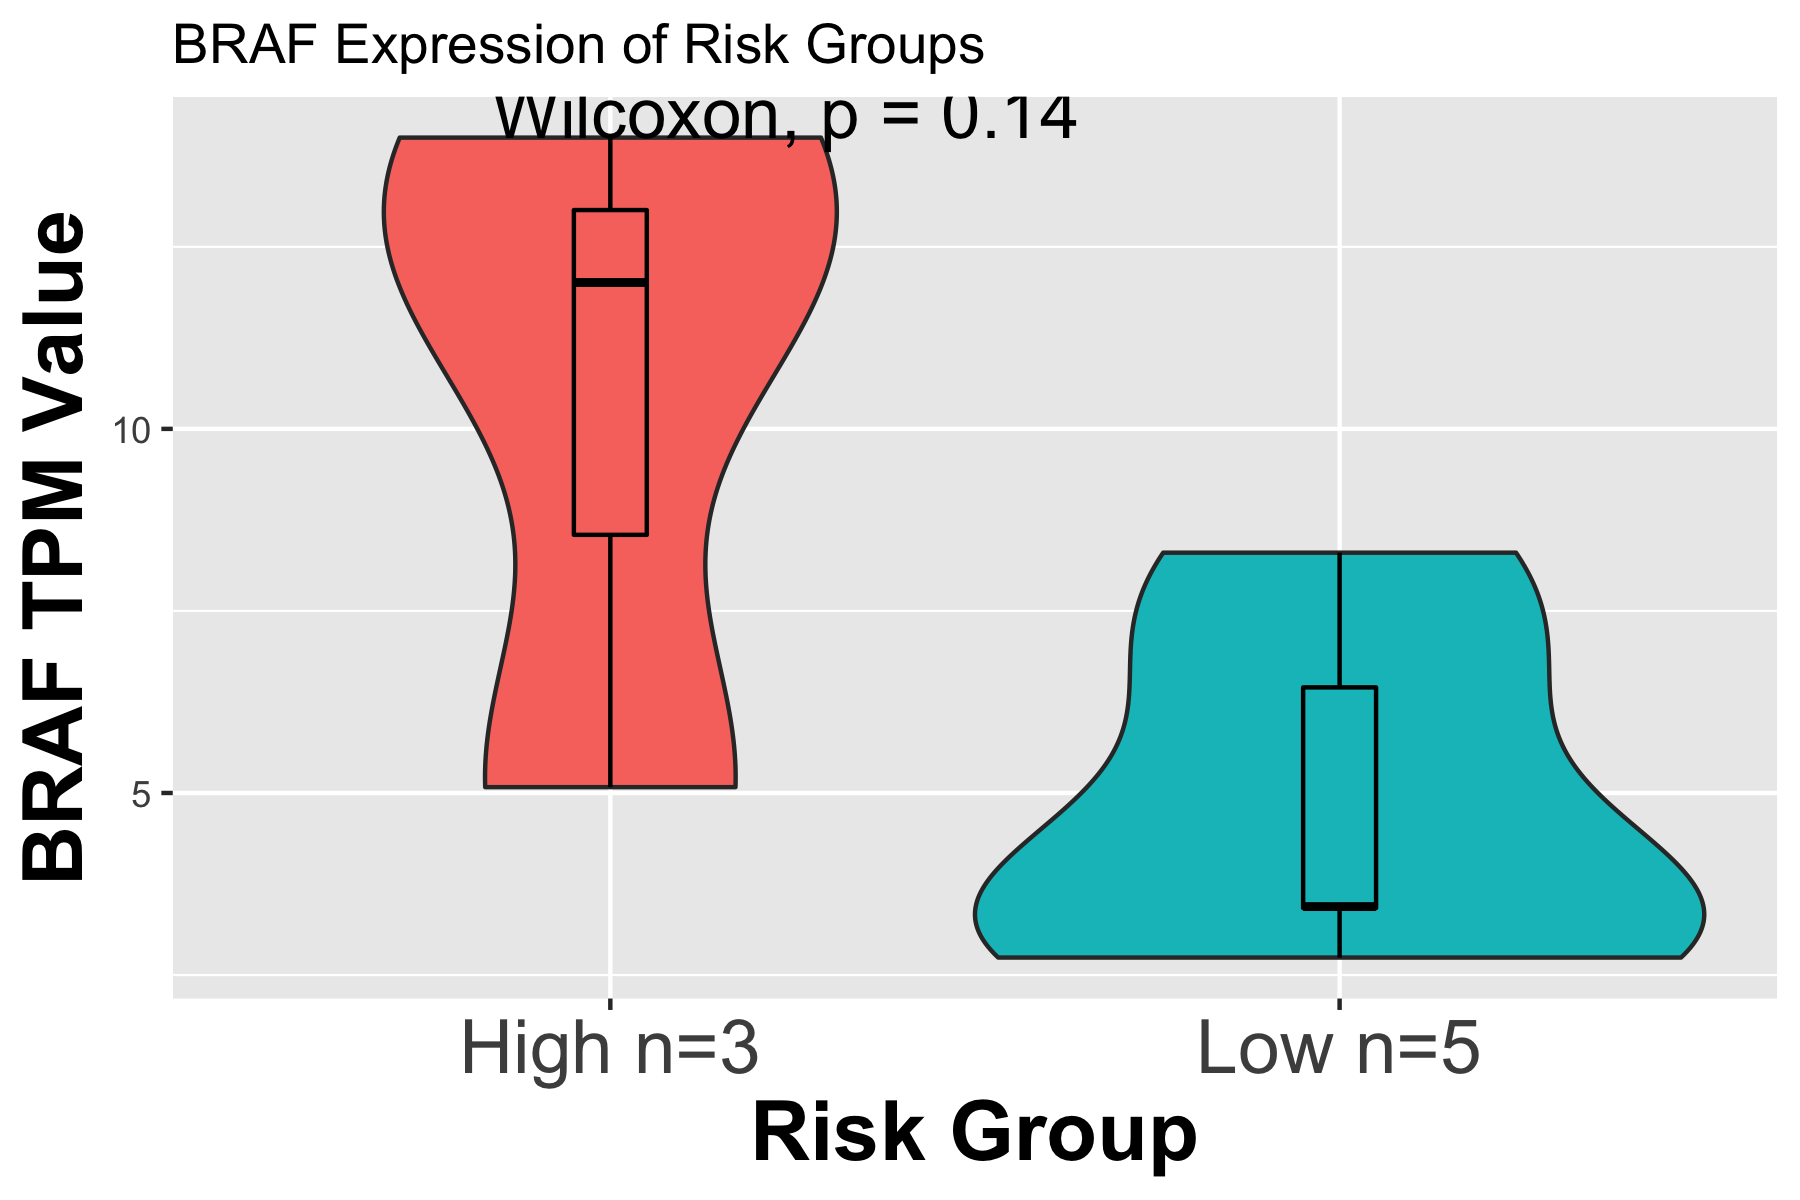 BRAF Expression of Risk Groups
Wilcoxon, p = 0.14
BRAF TPM Value
10
5
High n=3
Low n=5
Risk Group